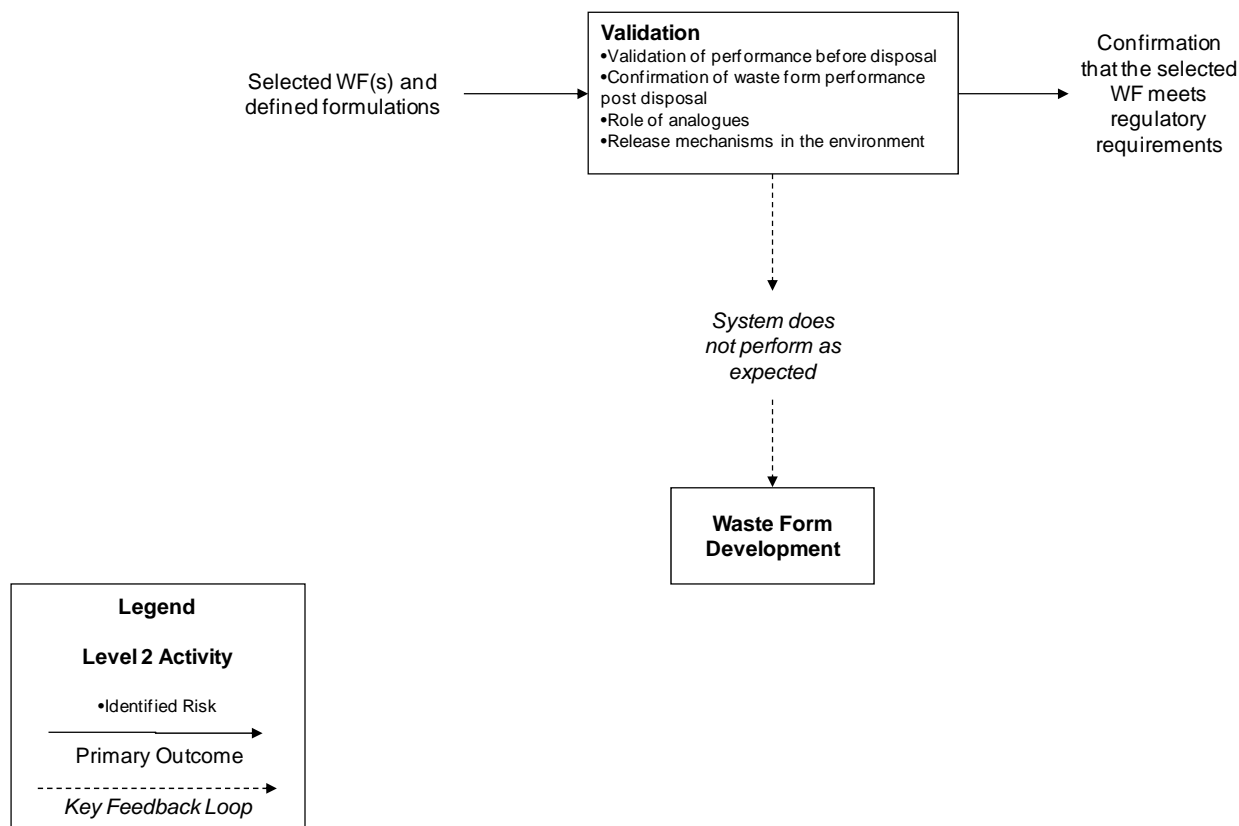 Selected WF(s) and
defined formulations
Validation
•Validation of performance before disposal
•Confirmation of waste form performance
post disposal
•Role of analogues
•Release mechanisms in the environment
Confirmation
that the selected
WF meets
regulatory
requirements
System does
not perform as
expected
Waste Form
Development
Legend
Level 2 Activity
•Identified Risk
Primary Outcome
Key Feedback Loop